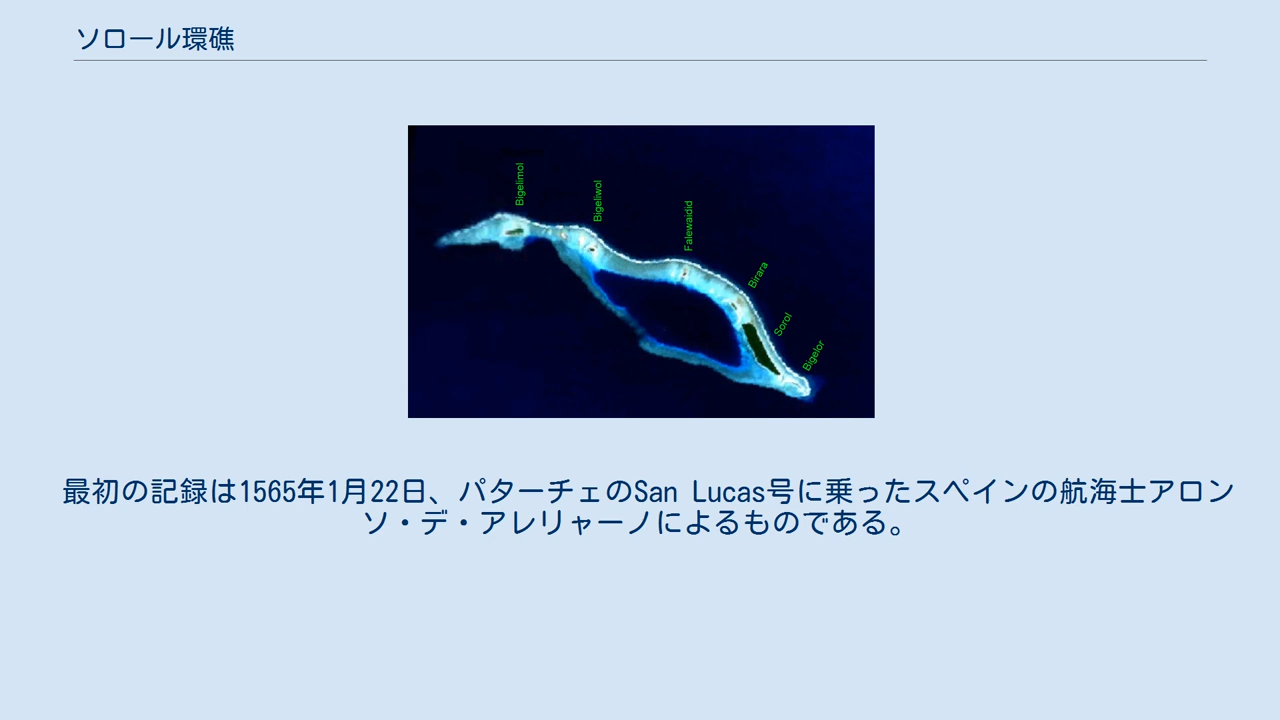 ソロール環礁
Bigelimol
Bigeliwol
Falewaidid
Birara
Sorol
Bigelor
最初の記録は1565年1月22日、パターチェのSan Lucas号に乗ったスペインの航海士アロン
ソ・デ・アレリャーノによるものである。